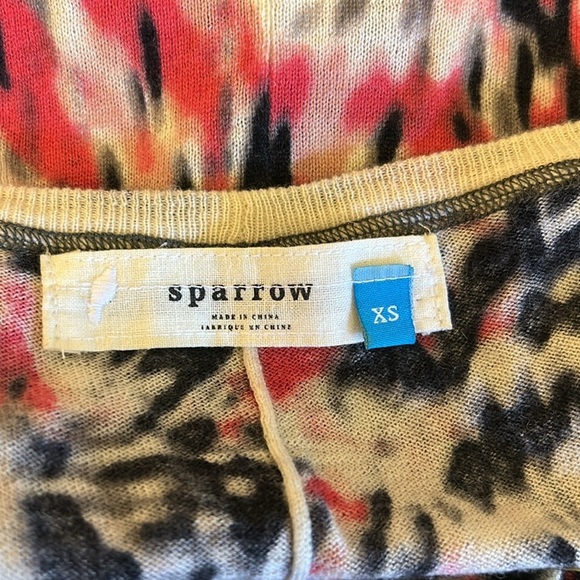 sparrow
MADE IN CHINA
FABRIQUE EN CHINE
XS